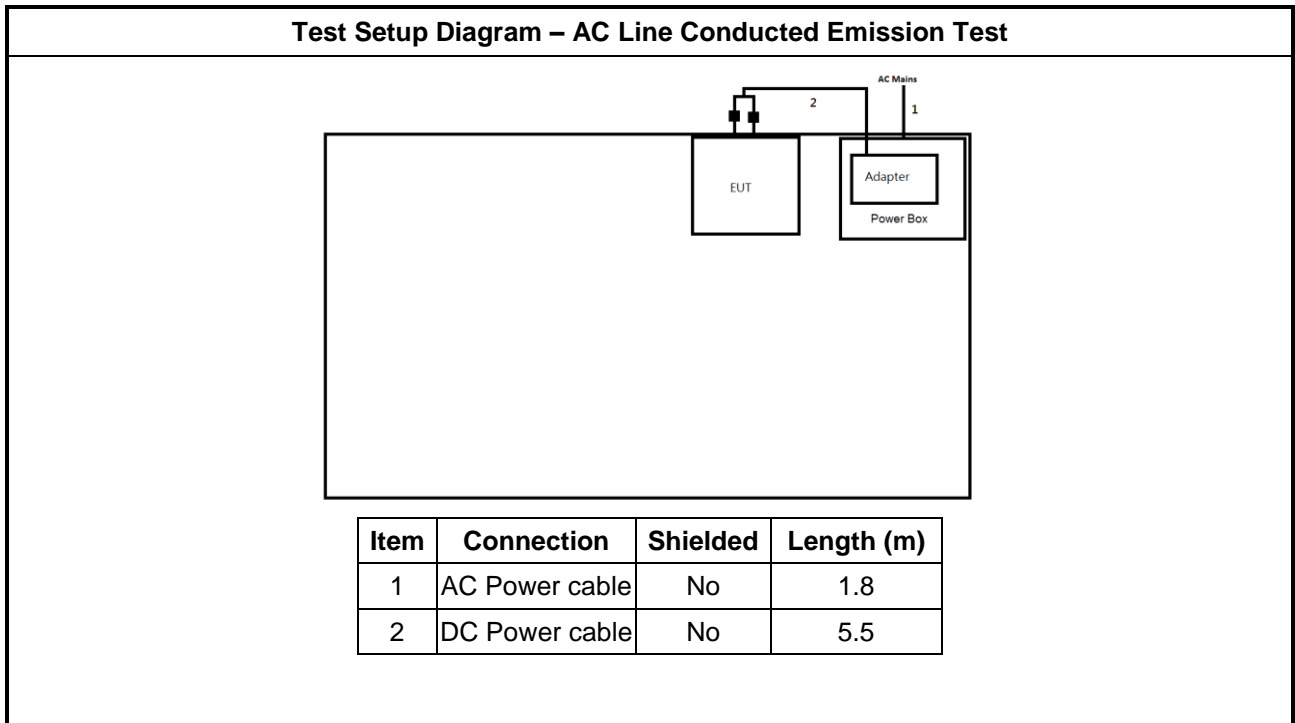 Test Setup Diagram – AC Line Conducted Emission Test
AC Mains
2
1
EUT
Adapter
Power Box
Item Connection Shielded Length (m)
1 AC Power cable No 1.8
2 DC Power cable No 5.5